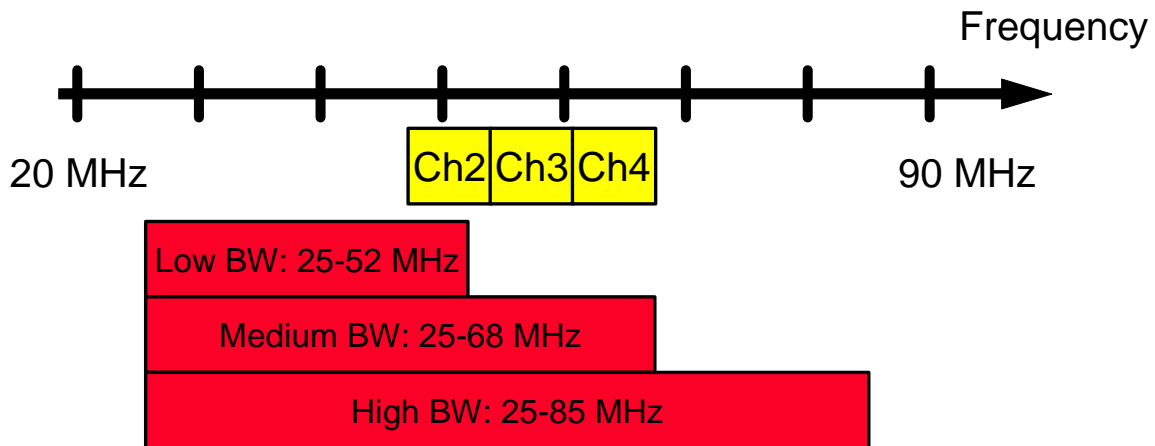 Frequency
20 MHz
Ch2 Ch3 Ch4
90 MHz
Low BW: 25-52 MHz
Medium BW: 25-68 MHz
High BW: 25-85 MHz